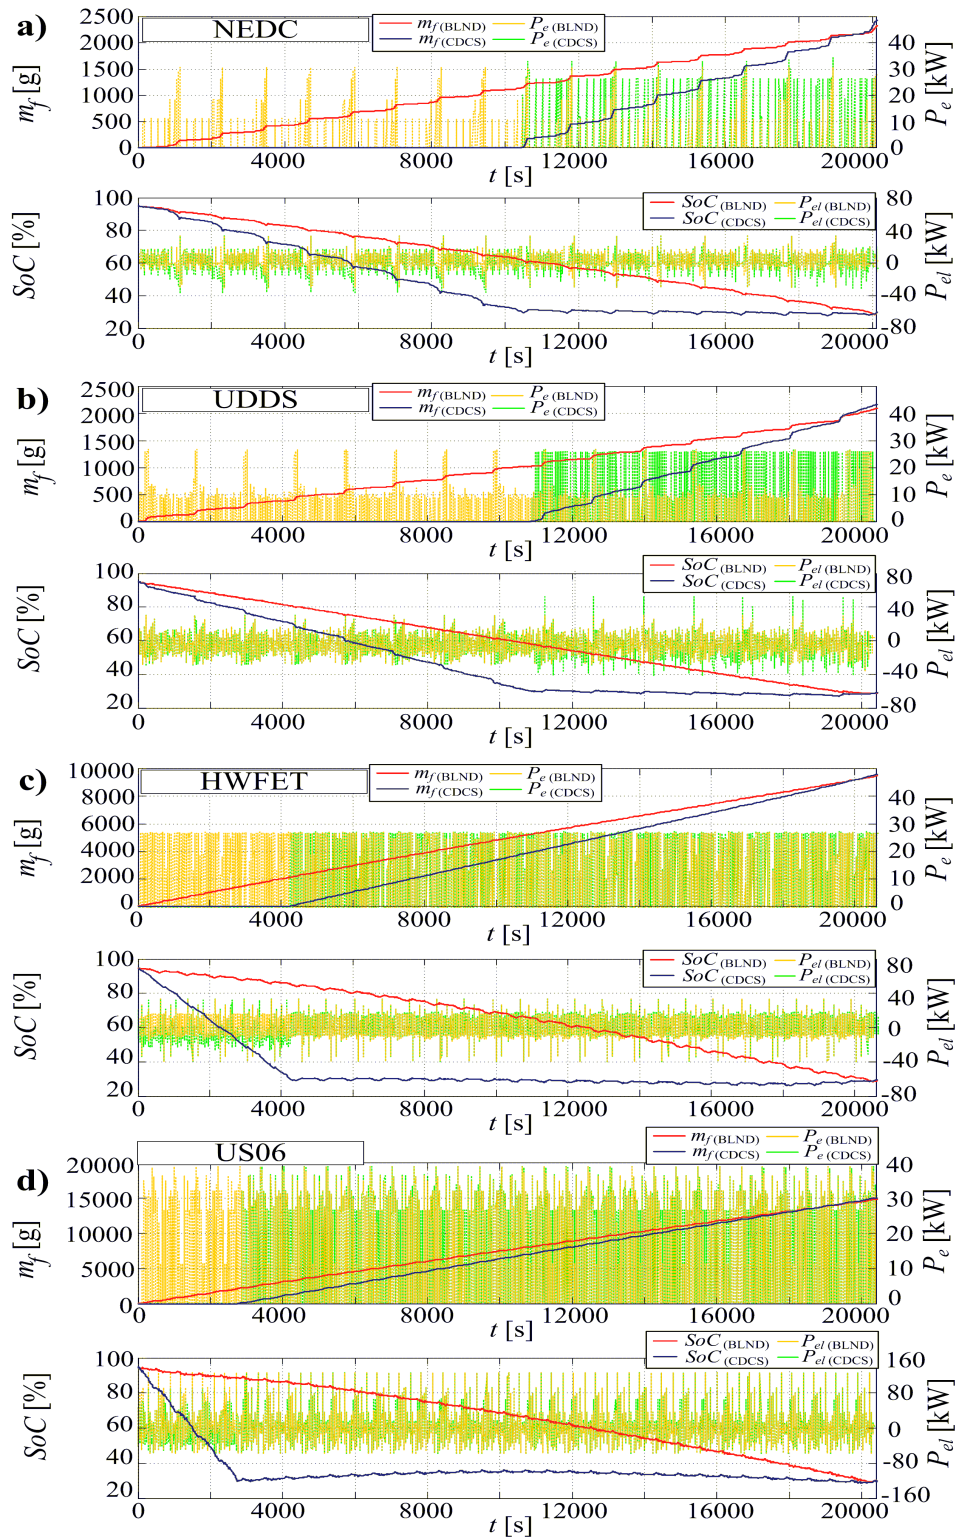 a)
NEDC
m_f (BLND) P_e (BLND)
m_f (CDCS) P_e (CDCS)
2500
2000
1500
1000
500
0
m_f [g]
40
30
20
10
0
P_e [kW]
0 4000 8000 12000 16000 20000
t [s]
SoC (BLND) P_el (BLND)
SoC (CDCS) P_el (CDCS)
100
80
60
40
20
SoC [%]
80
40
0
-40
-80
P_el [kW]
0 4000 8000 12000 16000 20000
t [s]
b)
UDDS
m_f (BLND) P_e (BLND)
m_f (CDCS) P_e (CDCS)
2500
2000
1500
1000
500
0
m_f [g]
40
30
20
10
0
P_e [kW]
0 4000 8000 12000 16000 20000
t [s]
SoC (BLND) P_el (BLND)
SoC (CDCS) P_el (CDCS)
100
80
60
40
20
SoC [%]
80
40
0
-40
-80
P_el [kW]
0 4000 8000 12000 16000 20000
t [s]
c)
HWFET
m_f (BLND) P_e (BLND)
m_f (CDCS) P_e (CDCS)
10000
8000
6000
4000
2000
0
m_f [g]
40
30
20
10
0
P_e [kW]
0 4000 8000 12000 16000 20000
t [s]
SoC (BLND) P_el (BLND)
SoC (CDCS) P_el (CDCS)
100
80
60
40
20
SoC [%]
80
40
0
-40
-80
P_el [kW]
0 4000 8000 12000 16000 20000
t [s]
d)
US06
m_f (BLND) P_e (BLND)
m_f (CDCS) P_e (CDCS)
20000
15000
10000
5000
0
m_f [g]
40
30
20
10
0
P_e [kW]
0 4000 8000 12000 16000 20000
t [s]
SoC (BLND) P_el (BLND)
SoC (CDCS) P_el (CDCS)
100
80
60
40
20
SoC [%]
160
80
0
-80
-160
P_el [kW]
0 4000 8000 12000 16000 20000
t [s]